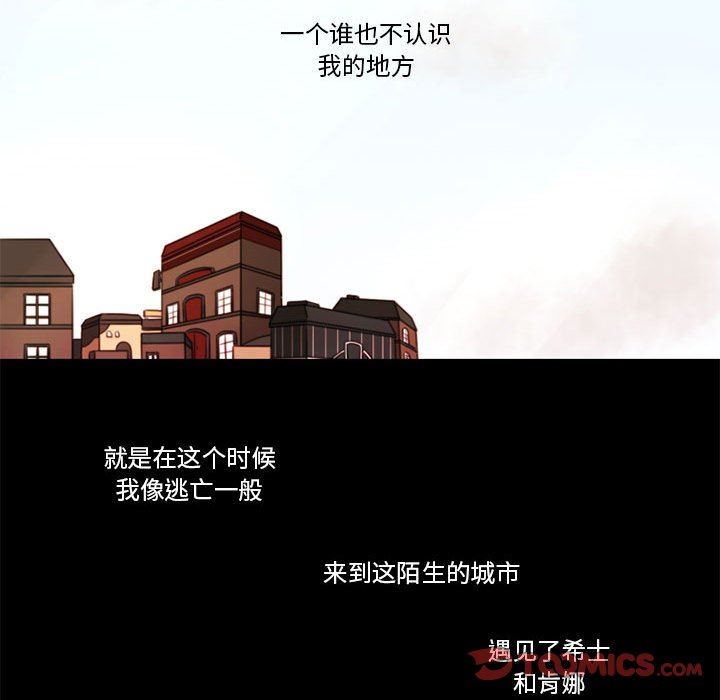 一个谁也不认识
我的地方
就是在这个时候
我像逃亡一般
来到这陌生的城市
遇见了希士
和肯娜
TOOMICS.COM